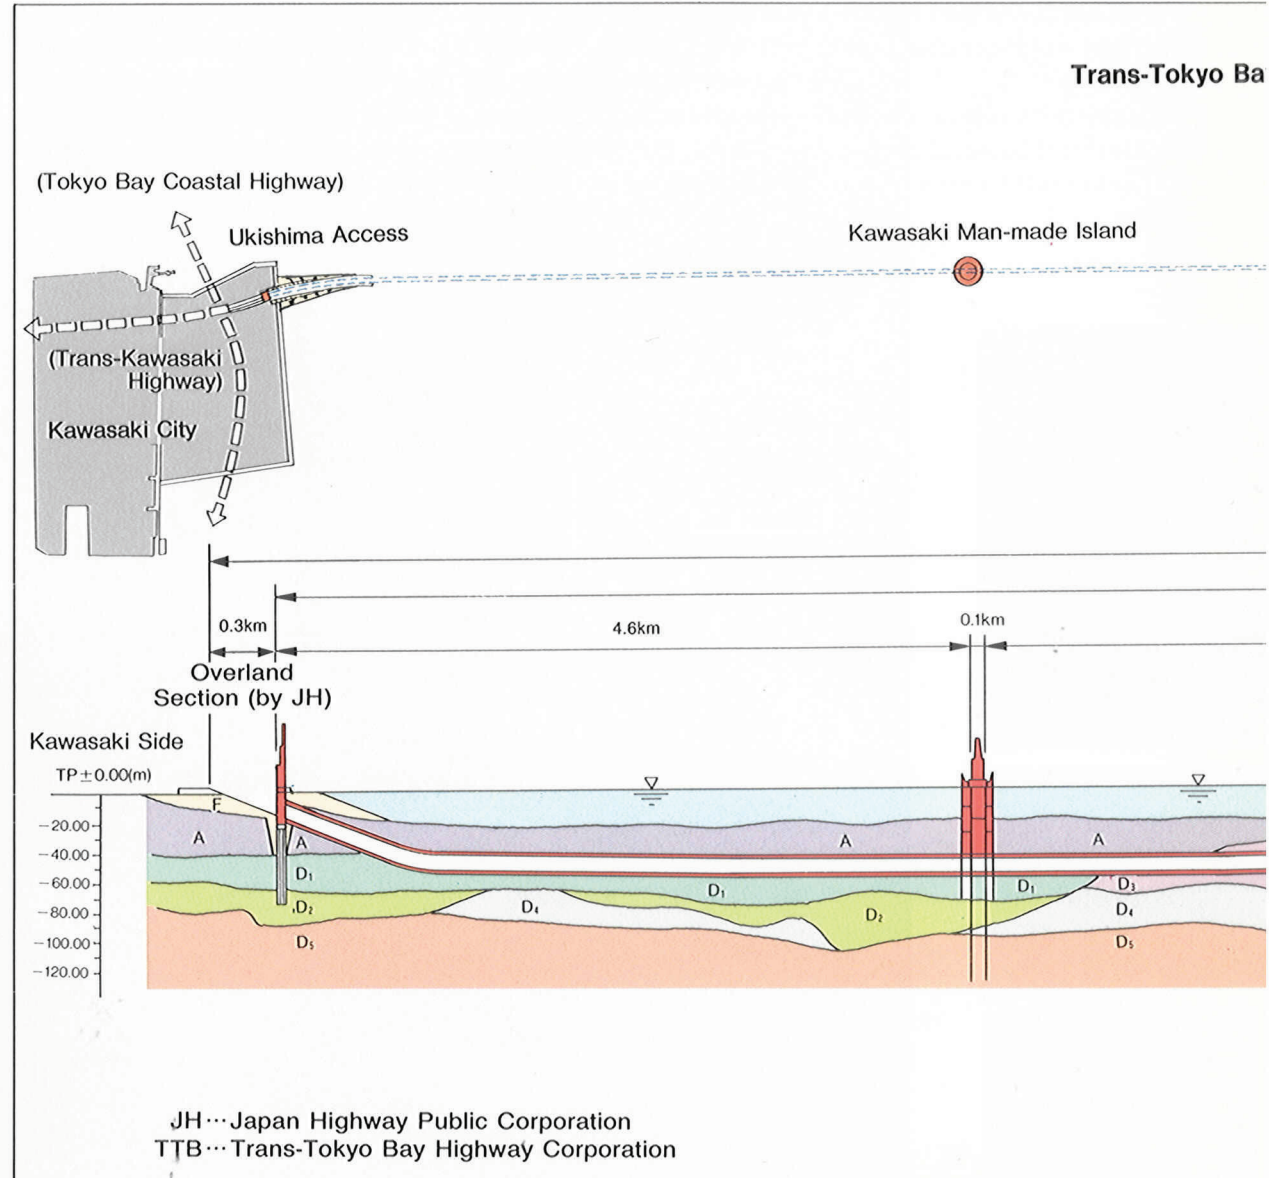 Trans-Tokyo Ba
(Tokyo Bay Coastal Highway)
Ukishima Access
Kawasaki Man-made Island
(Trans-Kawasaki
Highway)
Kawasaki City
0.3km
4.6km
0.1km
Overland
Section (by JH)
Kawasaki Side
TP±0.00(m)
F
−20.00
A
A
A
A
−40.00
D₁
D₁
D₁
D₃
−60.00
D₂
D₄
D₂
D₄
−80.00
−100.00
D₅
D₅
−120.00
JH⋯Japan Highway Public Corporation
TTB⋯Trans-Tokyo Bay Highway Corporation